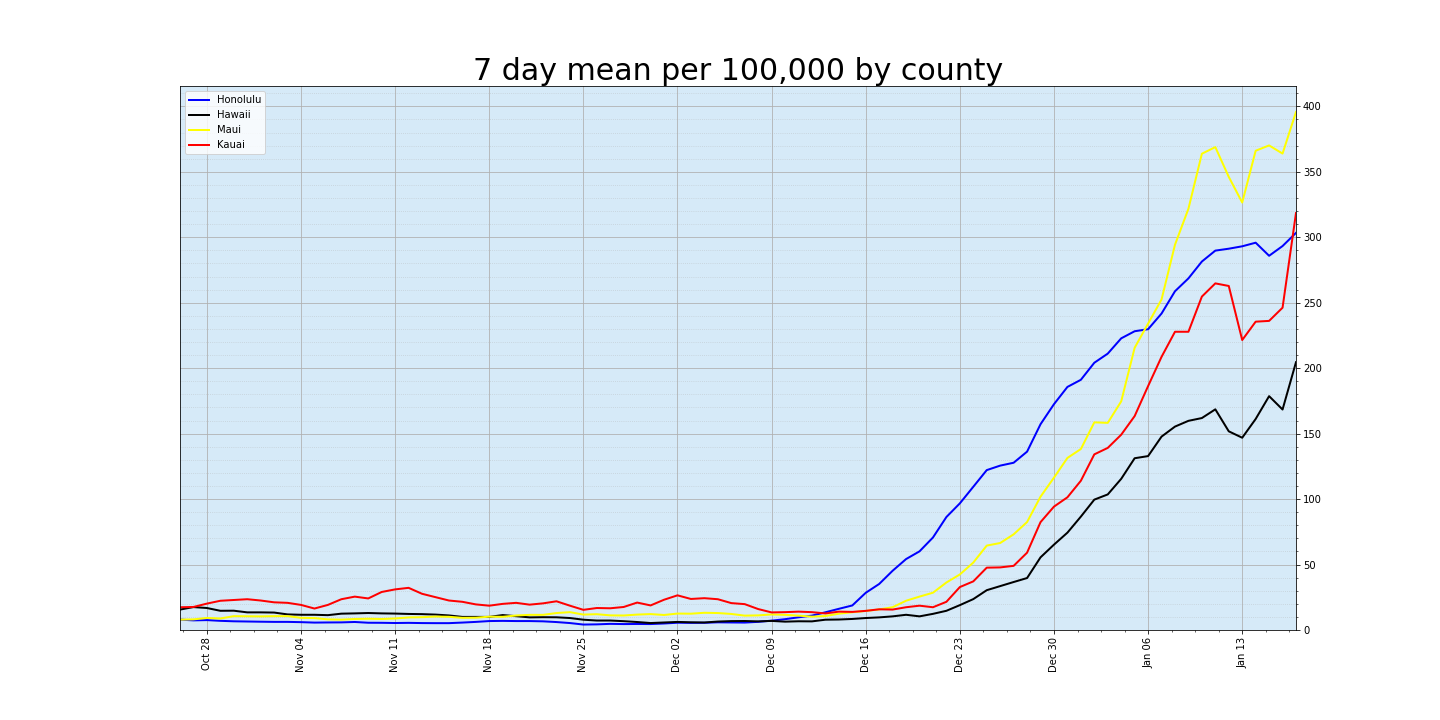 7 day mean per 100,000 by county
Honolulu
Hawaii
Maui
Kauai
400
350
300
250
200
150
100
50
0
Oct 28
Nov 04
Nov 11
Nov 18
Nov 25
Dec 02
Dec 09
Dec 16
Dec 23
Dec 30
Jan 06
Jan 13